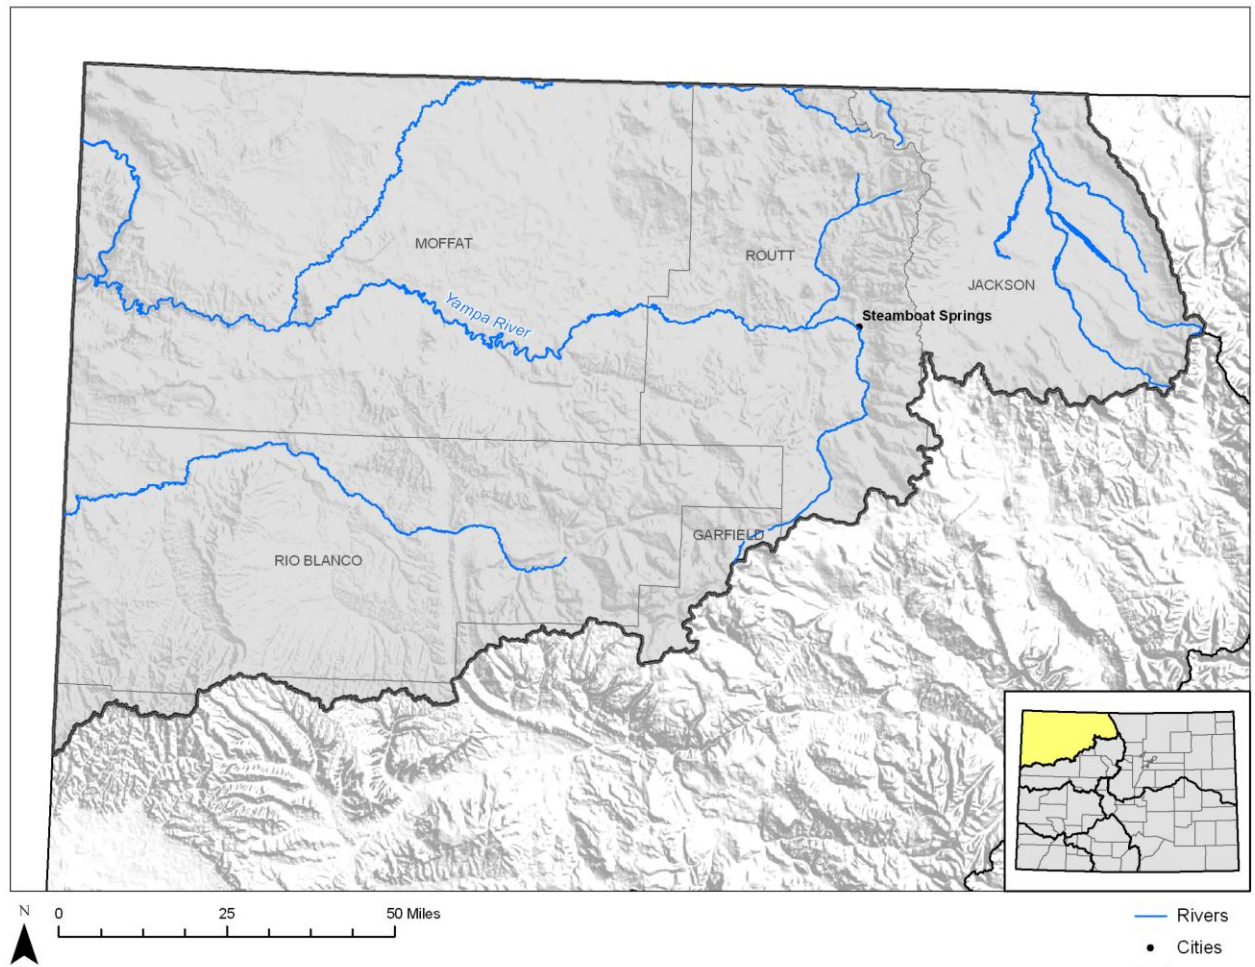 MOFFAT
ROUTT
JACKSON
Yampa River
Steamboat Springs
GARFIELD
RIO BLANCO
N
0 25 50 Miles
Rivers
Cities